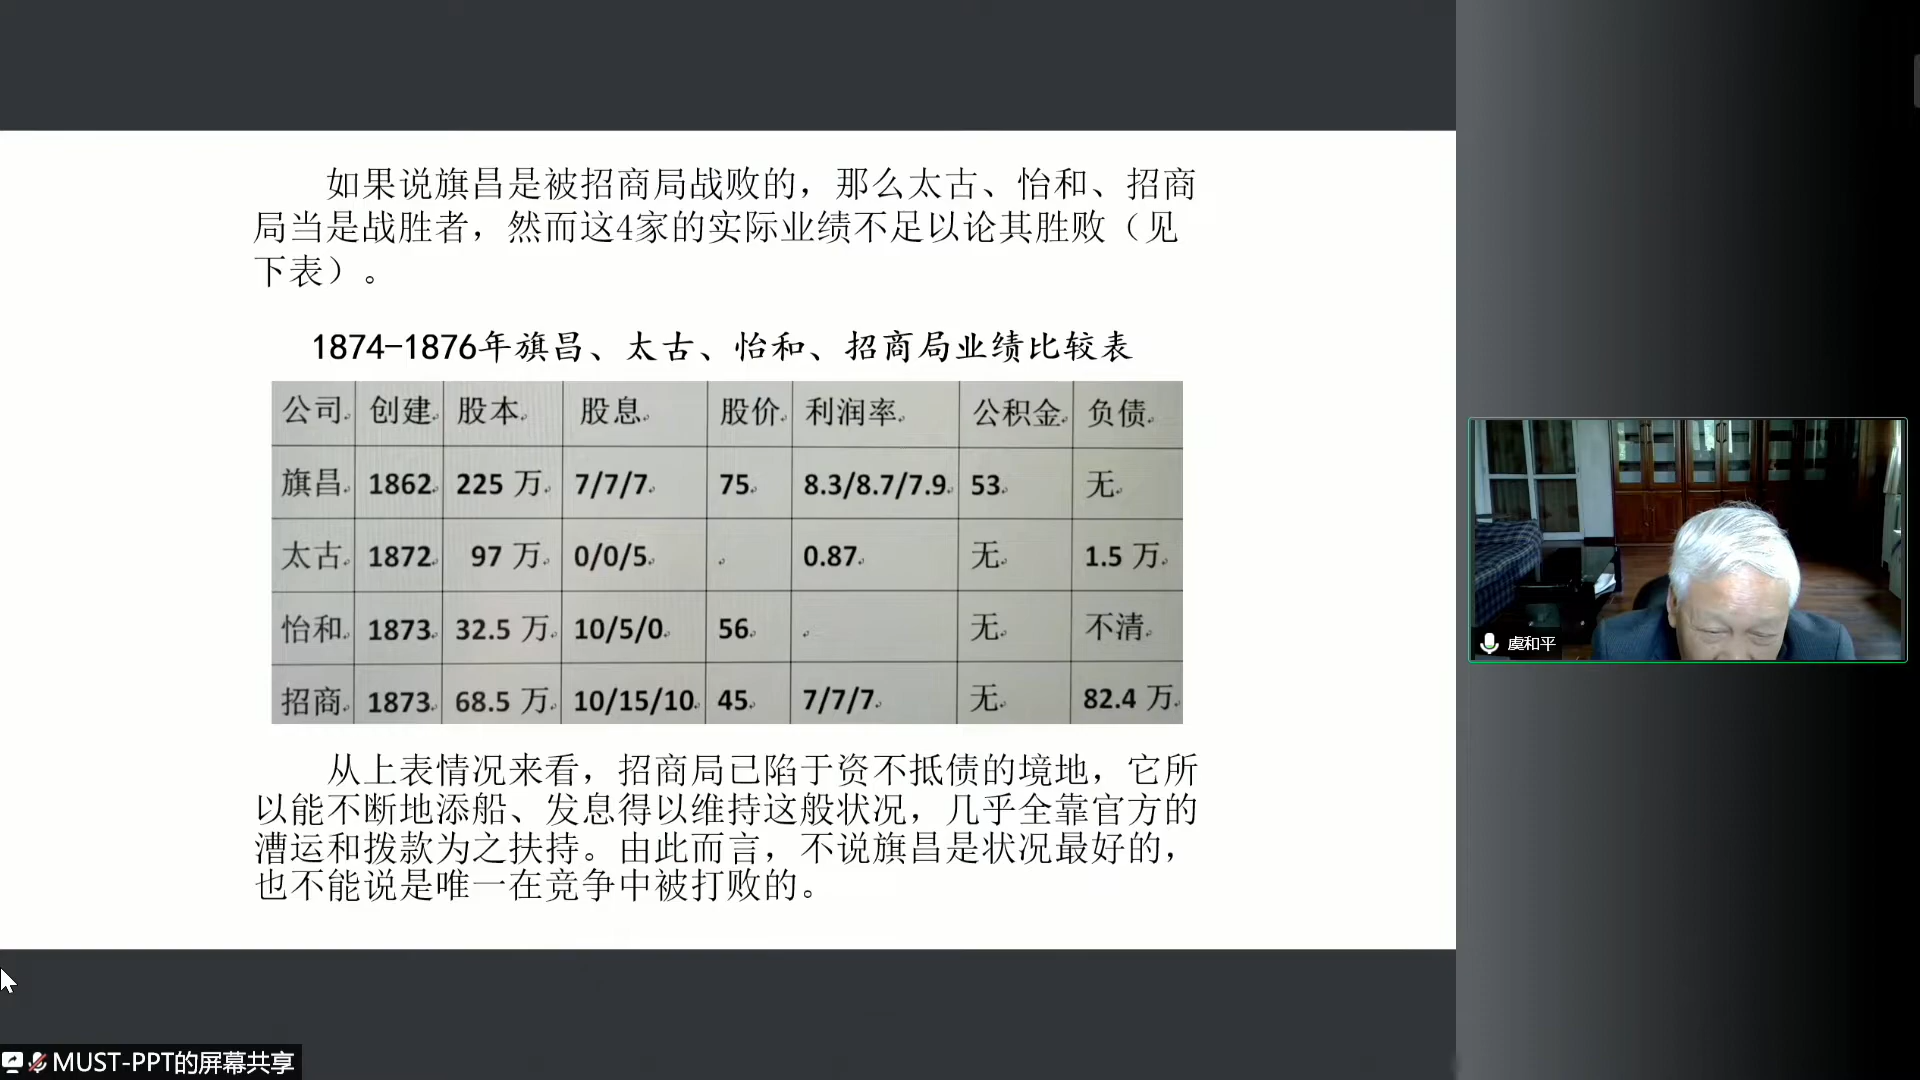 如果说旗昌是被招商局战败的，那么太古、怡和、招商
局当是战胜者，然而这4家的实际业绩不足以论其胜败（见
下表）。
1874-1876年旗昌、太古、怡和、招商局业绩比较表
公司 创建 股本 股息 股价 利润率 公积金 负债
旗昌 1862 225 万 7/7/7 75 8.3/8.7/7.9 53 无
太古 1872 97 万 0/0/5 0.87 无 1.5 万
怡和 1873 32.5 万 10/5/0 56 无 不清
招商 1873 68.5 万 10/15/10 45 7/7/7 无 82.4 万
从上表情况来看，招商局已陷于资不抵债的境地，它所
以能不断地添船、发息得以维持这般状况，几乎全靠官方的
漕运和拨款为之扶持。由此而言，不说旗昌是状况最好的，
也不能说是唯一在竞争中被打败的。
虞和平
MUST-PPT的屏幕共享